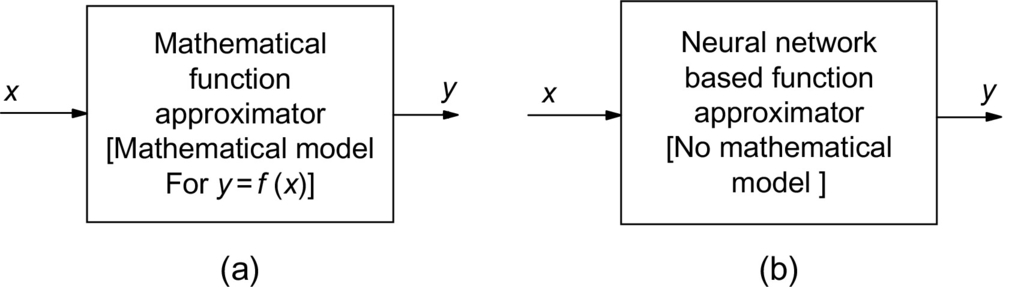 x
Mathematical
function
approximator
[Mathematical model
For y = f (x)]
y
(a)
x
Neural network
based function
approximator
[No mathematical
model ]
y
(b)